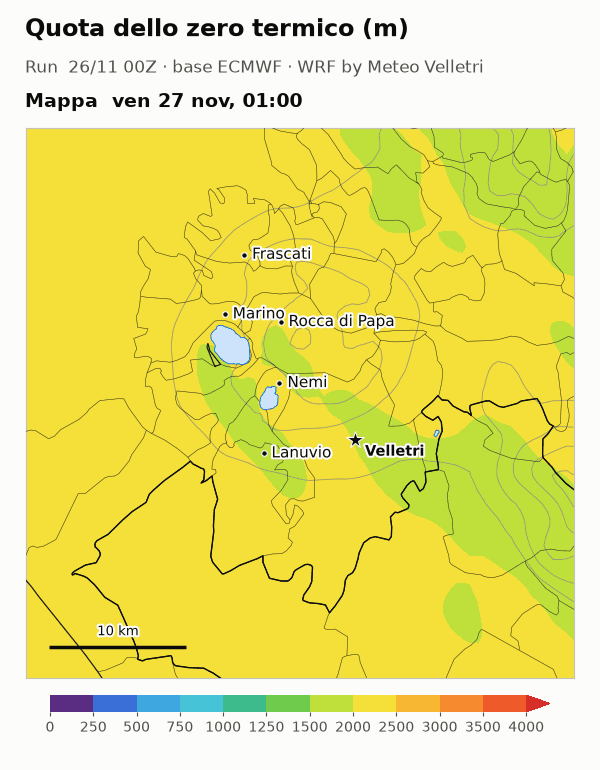 Quota dello zero termico (m)
Run  26/11 00Z · base ECMWF · WRF by Meteo Velletri
Mappa  ven 27 nov, 01:00
Frascati
Marino
Rocca di Papa
Nemi
Velletri
Lanuvio
10 km
0 250 500 750 1000 1250 1500 2000 2500 3000 3500 4000